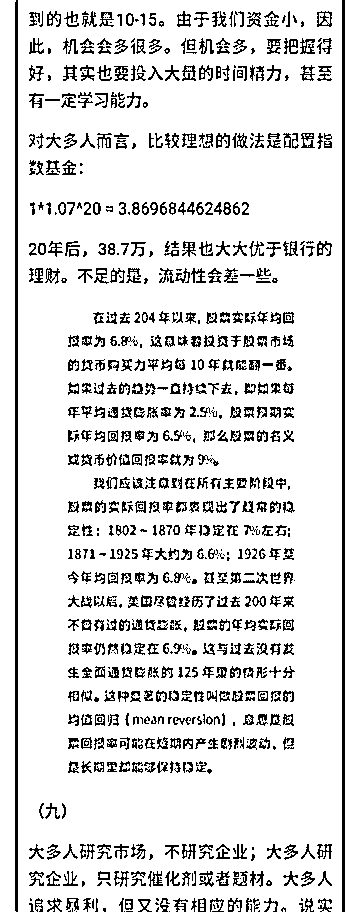 到的也就是10-15。由于我们资金小，因
此，机会会多很多。但机会多，要把握得
好，其实也要投入大量的时间精力，甚至
有一定学习能力。
对大多人而言，比较理想的做法是配置指
数基金：
1*1.07^20 = 3.8696844624862
20年后，38.7万，结果也大大优于银行的
理财。不足的是，流动性会差一些。
在过去 204 年以来，股票实际年均回
报率为 6.8%，这意味着投资于股票市场
的货币购买力平均每 10 年就能翻一番。
如果过去的趋势一直持续下去，即如果每
年平均通货膨胀率为 2.5%，股票预期实
际年均回报率为 6.5%，那么股票的名义
或货币价值回报率就为 9%。
我们应该注意到在所有主要阶段中，
股票的实际回报率都表现出了超常的稳
定性：1802～1870 年稳定在 7%左右；
1871～1925 年大约为 6.6%；1926 年至
今年均回报率为 6.8%。甚至第二次世界
大战以后，美国尽管经历了过去 200 年来
不曾有过的通货膨胀，股票的年均实际回
报率仍然稳定在 6.9%。这与过去没有发
生全面通货膨胀的 125 年里的情形十分
相似。这种显著的稳定性叫做股票回报的
均值回归（mean reversion），意思是股
票回报率可能在短期内产生剧烈波动，但
是长期里却能够保持稳定。
（九）
大多人研究市场，不研究企业；大多人研
究企业，只研究催化剂或者题材。大多人
追求暴利，但又没有相应的能力。说实